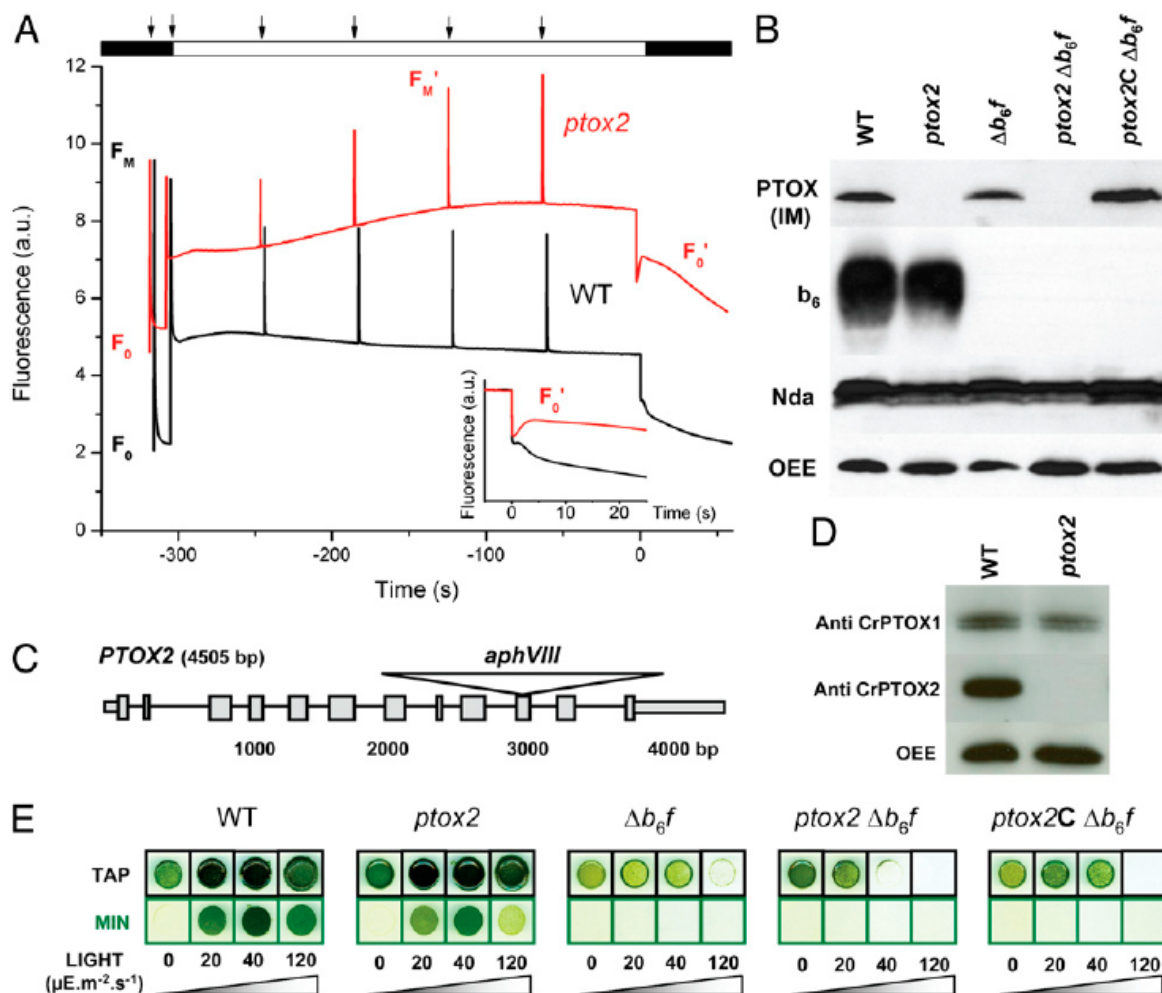 A
12
10
8
6
4
2
0
Fluorescence (a.u.)
F_M
F_0
F_0
F_M'
ptox2
WT
F_0'
F_0'
Fluorescence (a.u.)
0 10 20
Time (s)
-300 -200 -100 0
Time (s)
B
WT ptox2 Δb₆f ptox2 Δb₆f ptox2C Δb₆f
PTOX
(IM)
b₆
Nda
OEE
C
PTOX2 (4505 bp)
aphVIII
1000 2000 3000 4000 bp
D
WT ptox2
Anti CrPTOX1
Anti CrPTOX2
OEE
E
WT ptox2 Δb₆f ptox2 Δb₆f ptox2C Δb₆f
TAP
MIN
LIGHT
(µE.m⁻².s⁻¹)
0 20 40 120 0 20 40 120 0 20 40 120 0 20 40 120 0 20 40 120